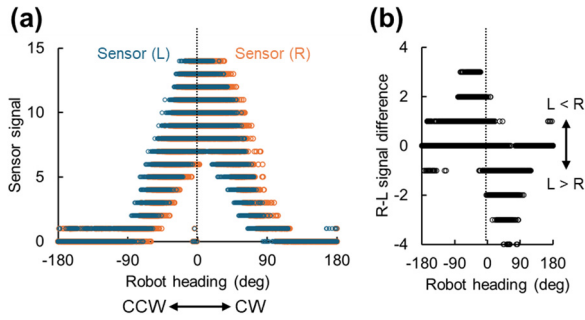 (a)
Sensor (L)
Sensor (R)
Sensor signal
15
10
5
0
-180
-90
0
90
180
Robot heading (deg)
CCW
CW
(b)
R-L signal difference
4
2
0
-2
-4
L < R
L > R
-180
-90
0
90
180
Robot heading (deg)